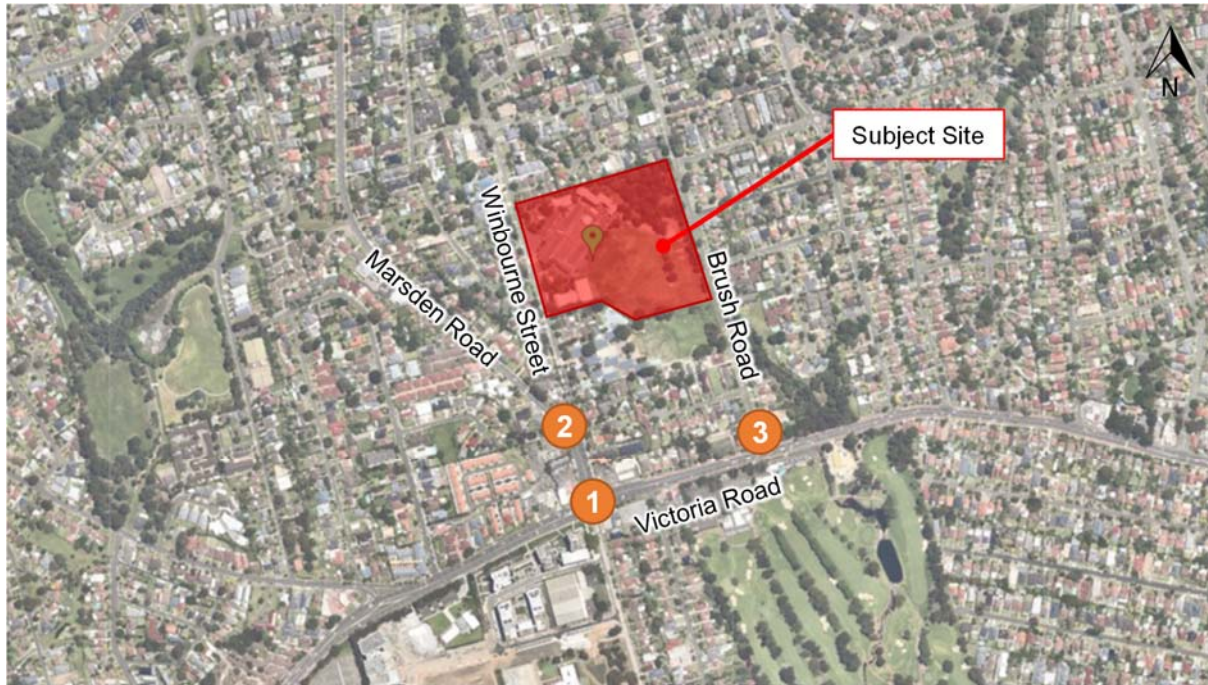 N
Subject Site
Winbourne Street
Marsden Road
Brush Road
2
3
1
Victoria Road